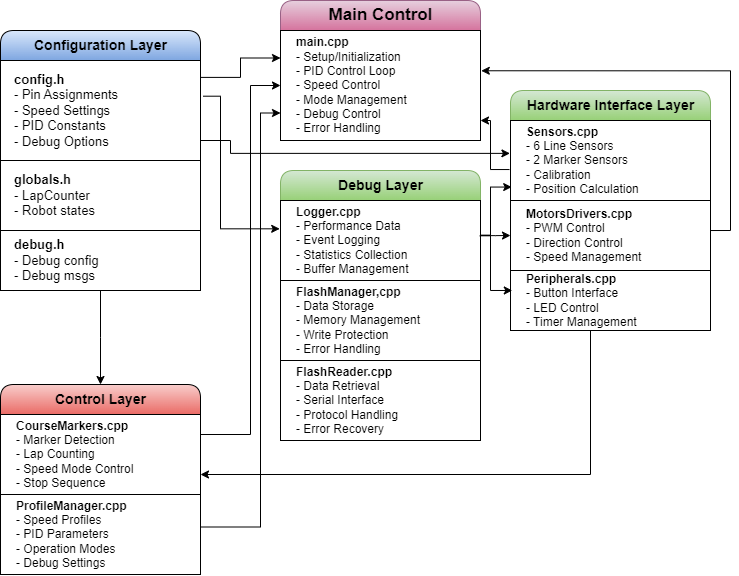 Main Control
main.cpp
- Setup/Initialization
- PID Control Loop
- Speed Control
- Mode Management
- Debug Control
- Error Handling
Configuration Layer
config.h
- Pin Assignments
- Speed Settings
- PID Constants
- Debug Options
globals.h
- LapCounter
- Robot states
debug.h
- Debug config
- Debug msgs
Hardware Interface Layer
Sensors.cpp
- 6 Line Sensors
- 2 Marker Sensors
- Calibration
- Position Calculation
MotorsDrivers.cpp
- PWM Control
- Direction Control
- Speed Management
Peripherals.cpp
- Button Interface
- LED Control
- Timer Management
Debug Layer
Logger.cpp
- Performance Data
- Event Logging
- Statistics Collection
- Buffer Management
FlashManager,cpp
- Data Storage
- Memory Management
- Write Protection
- Error Handling
FlashReader.cpp
- Data Retrieval
- Serial Interface
- Protocol Handling
- Error Recovery
Control Layer
CourseMarkers.cpp
- Marker Detection
- Lap Counting
- Speed Mode Control
- Stop Sequence
ProfileManager.cpp
- Speed Profiles
- PID Parameters
- Operation Modes
- Debug Settings